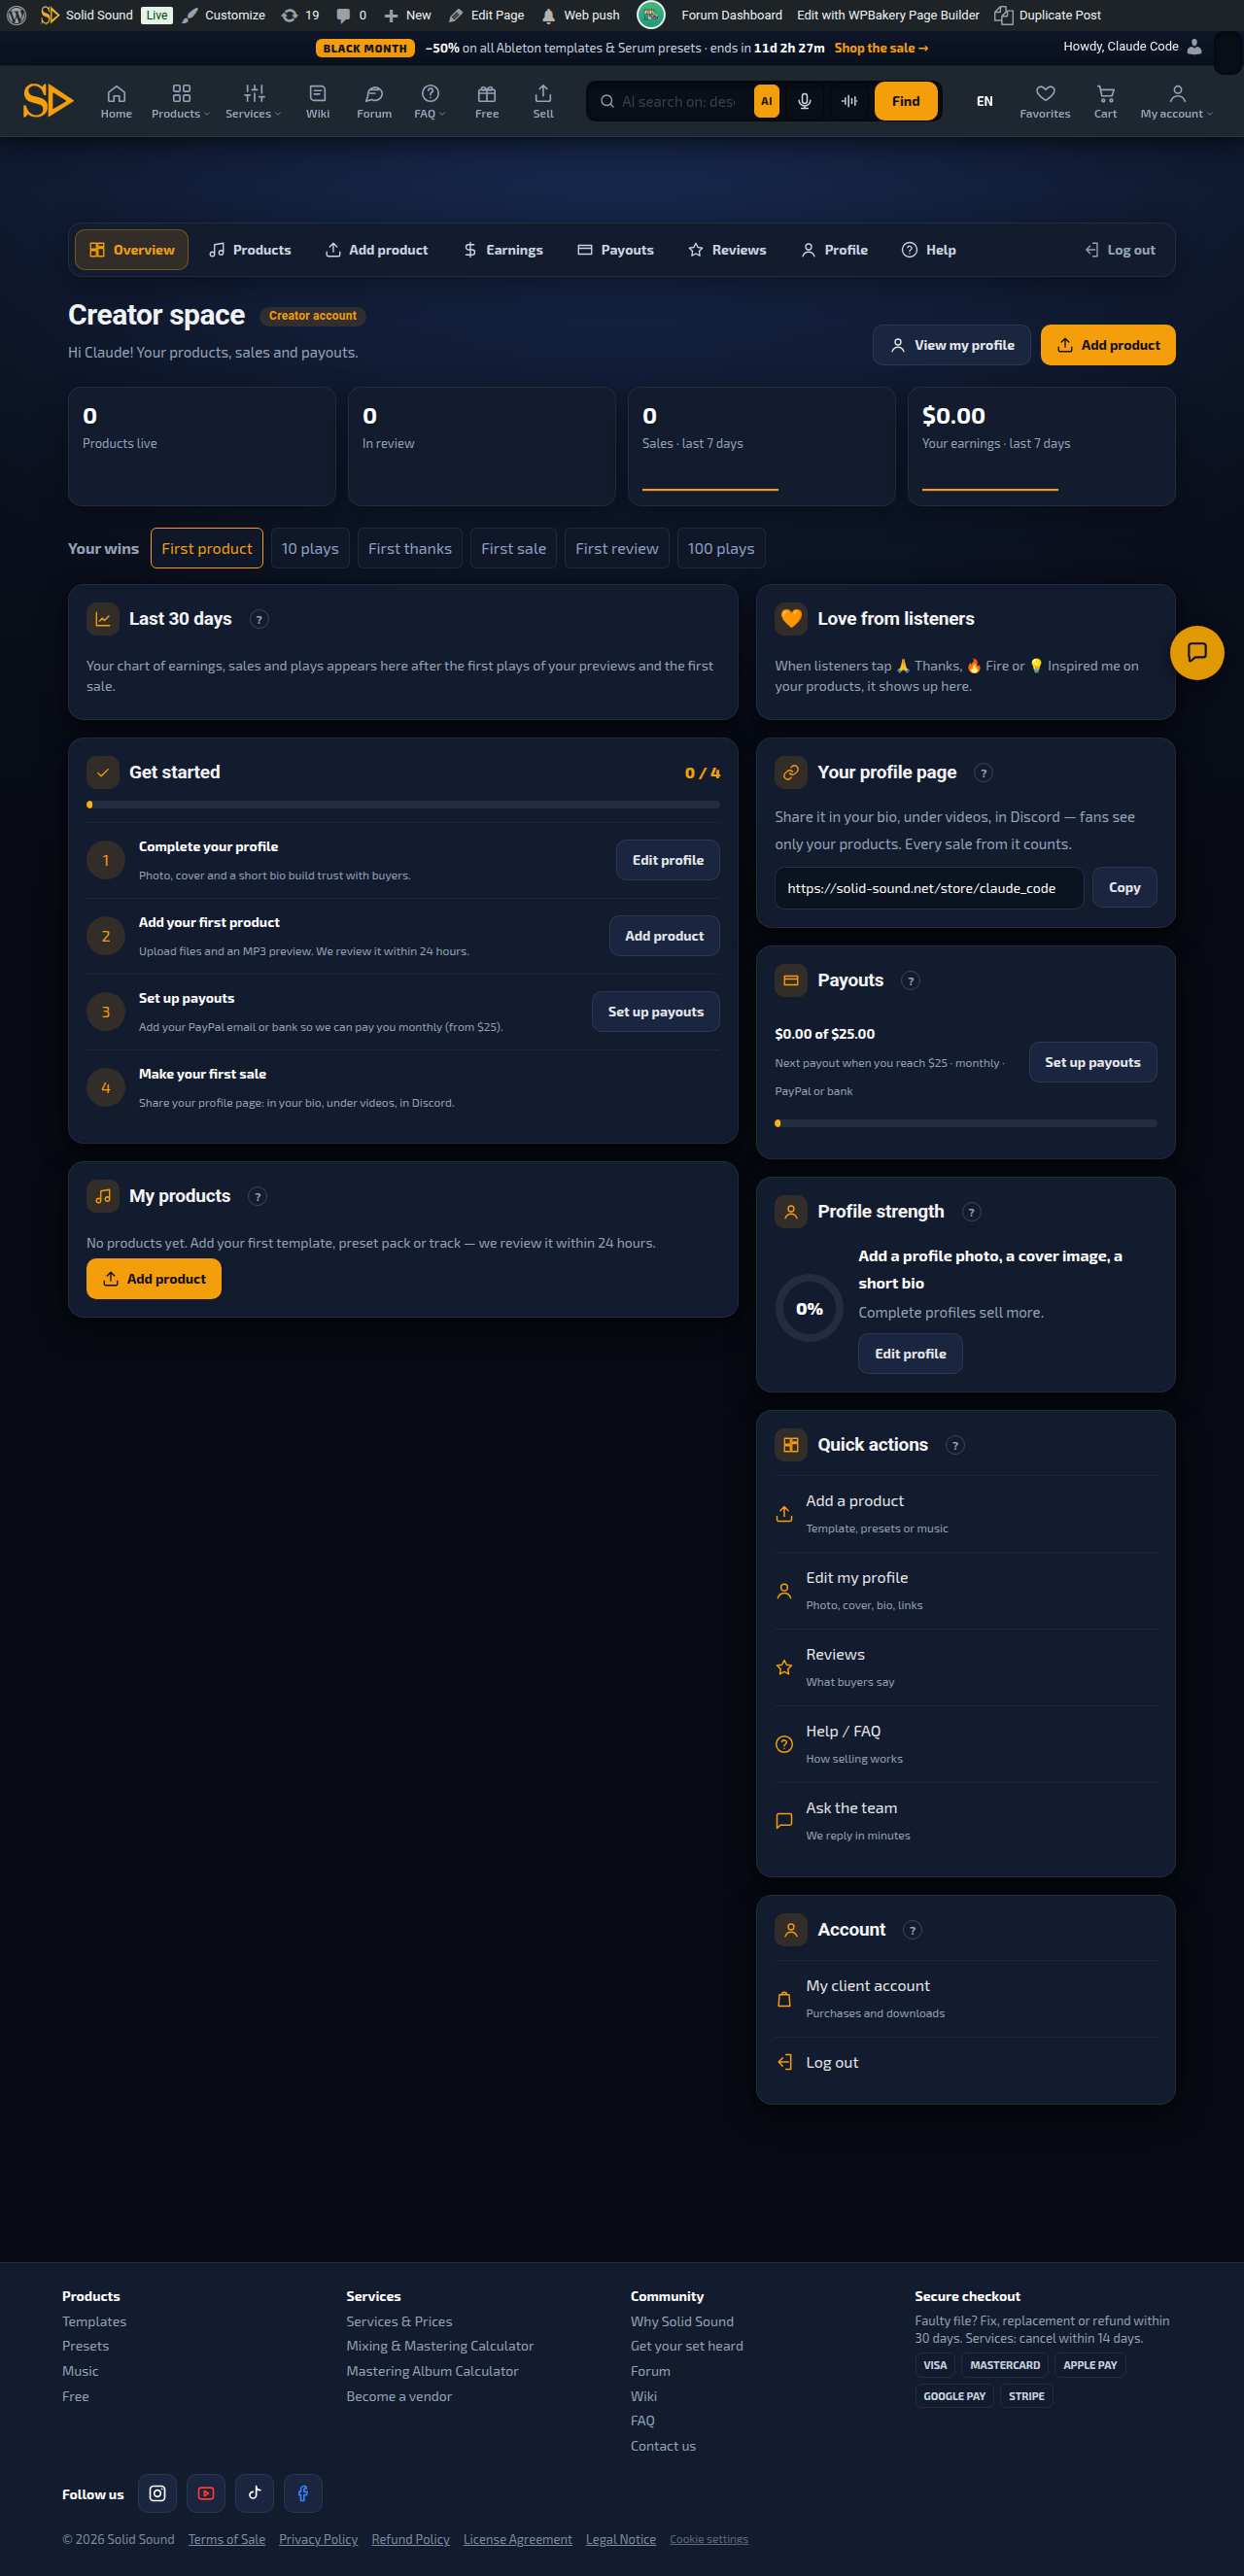 Solid Sound Live Customize 19 0 New Edit Page Web push Forum Dashboard Edit with WPBakery Page Builder Duplicate Post
BLACK MONTH −50% on all Ableton templates & Serum presets · ends in 11d 2h 27m Shop the sale → Howdy, Claude Code
Home Products Services Wiki Forum FAQ Free Sell AI search on: AI Find EN Favorites Cart My account
Overview Products Add product Earnings Payouts Reviews Profile Help Log out
Creator space Creator account
Hi Claude! Your products, sales and payouts.
View my profile Add product
0 0 0 $0.00
Products live In review Sales · last 7 days Your earnings · last 7 days
Your wins First product 10 plays First thanks First sale First review 100 plays
Last 30 days ?
Your chart of earnings, sales and plays appears here after the first plays of your previews and the first
sale.
Love from listeners
When listeners tap 🙏 Thanks, 🔥 Fire or 💡 Inspired me on
your products, it shows up here.
Get started 0 / 4
1 Complete your profile
Photo, cover and a short bio build trust with buyers.
Edit profile
2 Add your first product
Upload files and an MP3 preview. We review it within 24 hours.
Add product
3 Set up payouts
Add your PayPal email or bank so we can pay you monthly (from $25).
Set up payouts
4 Make your first sale
Share your profile page: in your bio, under videos, in Discord.
My products ?
No products yet. Add your first template, preset pack or track — we review it within 24 hours.
Add product
Your profile page ?
Share it in your bio, under videos, in Discord — fans see
only your products. Every sale from it counts.
https://solid-sound.net/store/claude_code Copy
Payouts ?
$0.00 of $25.00
Next payout when you reach $25 · monthly ·
PayPal or bank
Set up payouts
Profile strength ?
0%
Add a profile photo, a cover image, a
short bio
Complete profiles sell more.
Edit profile
Quick actions ?
Add a product
Template, presets or music
Edit my profile
Photo, cover, bio, links
Reviews
What buyers say
Help / FAQ
How selling works
Ask the team
We reply in minutes
Account ?
My client account
Purchases and downloads
Log out
Products
Templates
Presets
Music
Free
Services
Services & Prices
Mixing & Mastering Calculator
Mastering Album Calculator
Become a vendor
Community
Why Solid Sound
Get your set heard
Forum
Wiki
FAQ
Contact us
Secure checkout
Faulty file? Fix, replacement or refund within
30 days. Services: cancel within 14 days.
VISA MASTERCARD APPLE PAY
GOOGLE PAY STRIPE
Follow us
© 2026 Solid Sound Terms of Sale Privacy Policy Refund Policy License Agreement Legal Notice Cookie settings